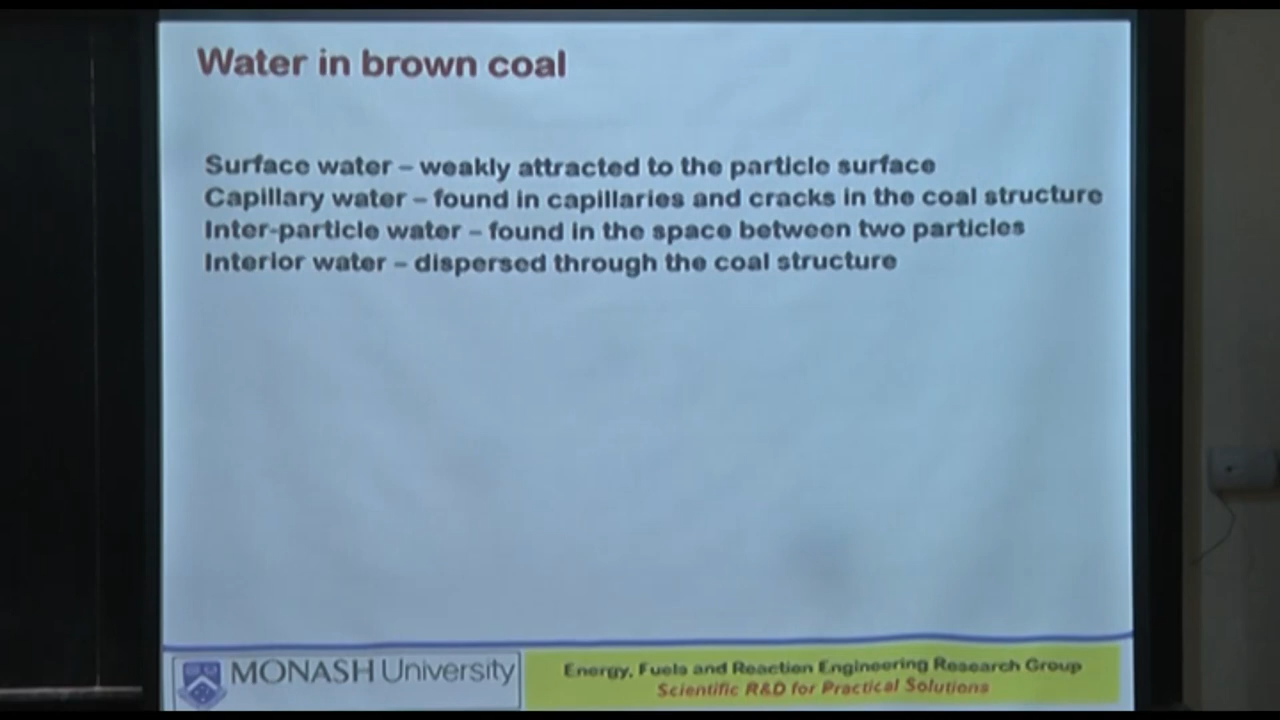 Water in brown coal
Surface water – weakly attracted to the particle surface
Capillary water – found in capillaries and cracks in the coal structure
Inter-particle water – found in the space between two particles
Interior water – dispersed through the coal structure
MONASH University
Energy, Fuels and Reaction Engineering Research Group
Scientific R&D for Practical Solutions